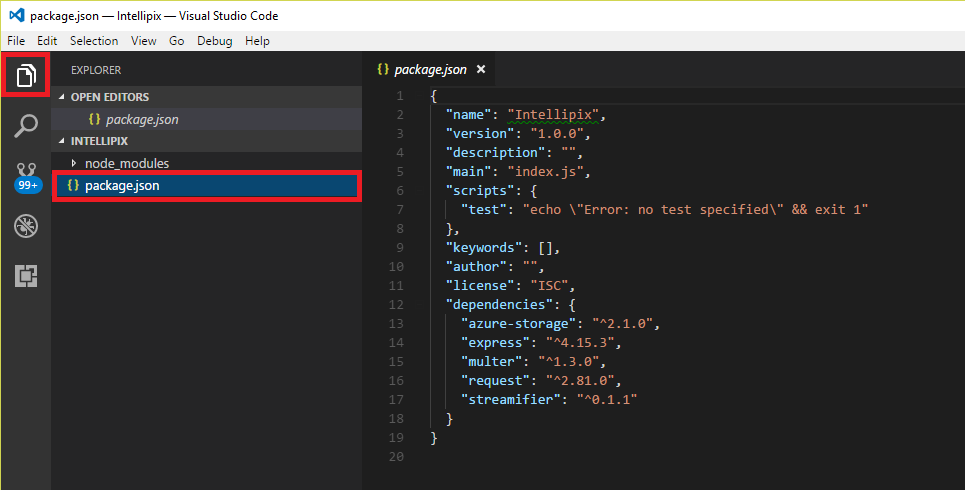 package.json — Intellipix — Visual Studio Code
File Edit Selection View Go Debug Help
EXPLORER
OPEN EDITORS
{} package.json
INTELLIPIX
node_modules
{} package.json
99+
{} package.json ×
1 {
2 "name": "Intellipix",
3 "version": "1.0.0",
4 "description": "",
5 "main": "index.js",
6 "scripts": {
7 "test": "echo \"Error: no test specified\" && exit 1"
8 },
9 "keywords": [],
10 "author": "",
11 "license": "ISC",
12 "dependencies": {
13 "azure-storage": "^2.1.0",
14 "express": "^4.15.3",
15 "multer": "^1.3.0",
16 "request": "^2.81.0",
17 "streamifier": "^0.1.1"
18 }
19 }
20